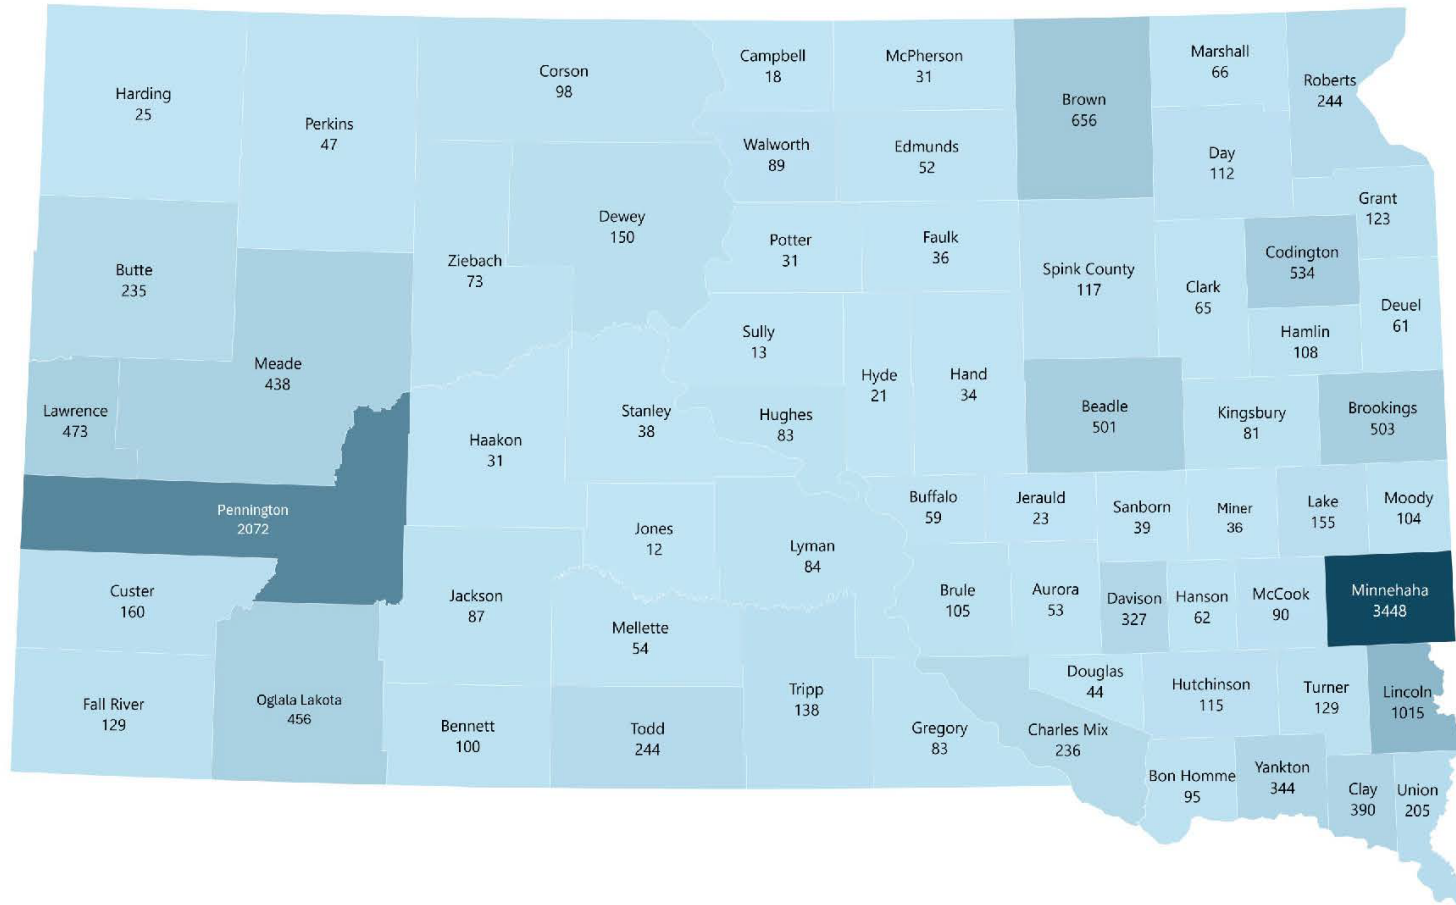 Harding
25
Perkins
47
Corson
98
Campbell
18
McPherson
31
Brown
656
Marshall
66
Roberts
244
Walworth
89
Edmunds
52
Day
112
Grant
123
Butte
235
Ziebach
73
Dewey
150
Potter
31
Faulk
36
Spink County
117
Clark
65
Codington
534
Deuel
61
Hamlin
108
Meade
438
Lawrence
473
Sully
13
Hyde
21
Hand
34
Haakon
31
Stanley
38
Hughes
83
Beadle
501
Kingsbury
81
Brookings
503
Pennington
2072
Jones
12
Lyman
84
Buffalo
59
Jerauld
23
Sanborn
39
Miner
36
Lake
155
Moody
104
Custer
160
Jackson
87
Mellette
54
Brule
105
Aurora
53
Davison
327
Hanson
62
McCook
90
Minnehaha
3448
Fall River
129
Oglala Lakota
456
Bennett
100
Todd
244
Tripp
138
Gregory
83
Charles Mix
236
Douglas
44
Hutchinson
115
Turner
129
Lincoln
1015
Bon Homme
95
Yankton
344
Clay
390
Union
205